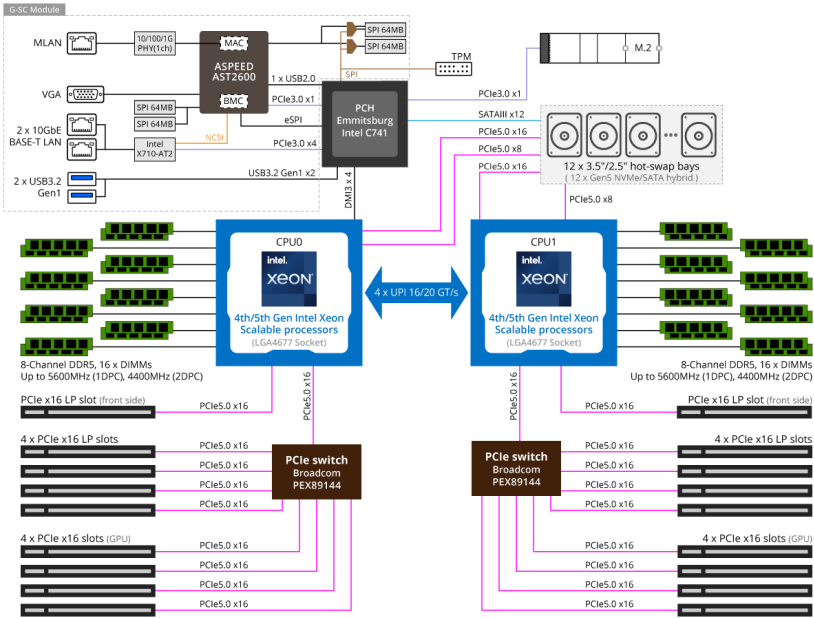 G-SC Module
MLAN
10/100/1G
PHY(1ch)
MAC
ASPEED
AST2600
BMC
SPI 64MB
SPI 64MB
SPI
TPM
M.2
1 x USB2.0
PCIe3.0 x1
eSPI
VGA
SPI 64MB
SPI 64MB
2 x 10GbE
BASE-T LAN
Intel
X710-AT2
NCSI
PCIe3.0 x4
2 x USB3.2
Gen1
USB3.2 Gen1 x2
PCH
Emmitsburg
Intel C741
DMI3 x 4
PCIe3.0 x1
SATAIII x12
PCIe5.0 x16
PCIe5.0 x8
PCIe5.0 x16
12 x 3.5"/2.5" hot-swap bays
( 12 x Gen5 NVMe/SATA hybrid )
PCIe5.0 x8
CPU0
intel.
xeon
4th/5th Gen Intel Xeon
Scalable processors
(LGA4677 Socket)
4 x UPI 16/20 GT/s
CPU1
intel.
xeon
4th/5th Gen Intel Xeon
Scalable processors
(LGA4677 Socket)
8-Channel DDR5, 16 x DIMMs
Up to 5600MHz (1DPC), 4400MHz (2DPC)
8-Channel DDR5, 16 x DIMMs
Up to 5600MHz (1DPC), 4400MHz (2DPC)
PCIe x16 LP slot (front side)
PCIe5.0 x16
PCIe5.0 x16
PCIe5.0 x16
PCIe5.0 x16
PCIe x16 LP slot (front side)
4 x PCIe x16 LP slots
PCIe5.0 x16
PCIe5.0 x16
PCIe5.0 x16
PCIe5.0 x16
PCIe switch
Broadcom
PEX89144
PCIe switch
Broadcom
PEX89144
4 x PCIe x16 LP slots
PCIe5.0 x16
PCIe5.0 x16
PCIe5.0 x16
PCIe5.0 x16
4 x PCIe x16 slots (GPU)
PCIe5.0 x16
PCIe5.0 x16
PCIe5.0 x16
PCIe5.0 x16
4 x PCIe x16 slots (GPU)
PCIe5.0 x16
PCIe5.0 x16
PCIe5.0 x16
PCIe5.0 x16